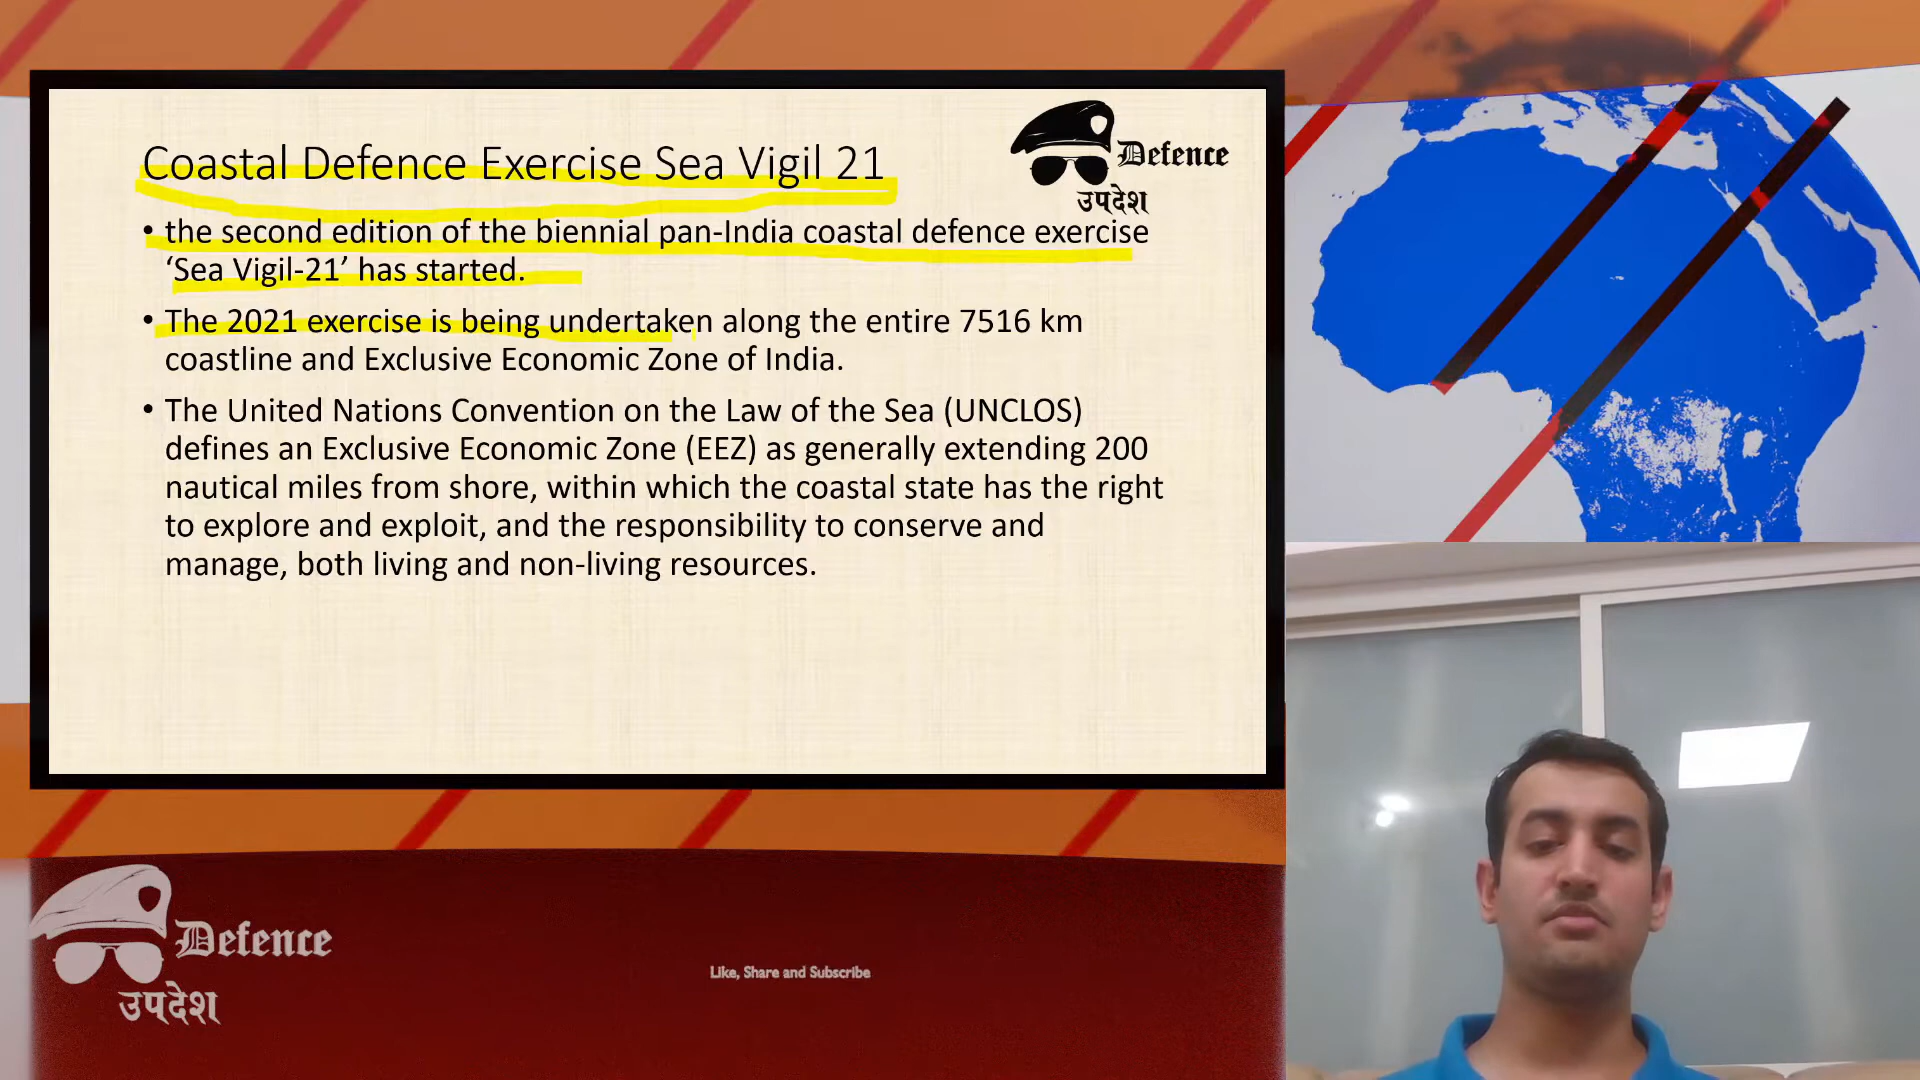 Coastal Defence Exercise Sea Vigil 21
Defence
उपदेश
• the second edition of the biennial pan-India coastal defence exercise
‘Sea Vigil-21’ has started.
• The 2021 exercise is being undertaken along the entire 7516 km
coastline and Exclusive Economic Zone of India.
• The United Nations Convention on the Law of the Sea (UNCLOS)
defines an Exclusive Economic Zone (EEZ) as generally extending 200
nautical miles from shore, within which the coastal state has the right
to explore and exploit, and the responsibility to conserve and
manage, both living and non-living resources.
Defence
उपदेश
Like, Share and Subscribe